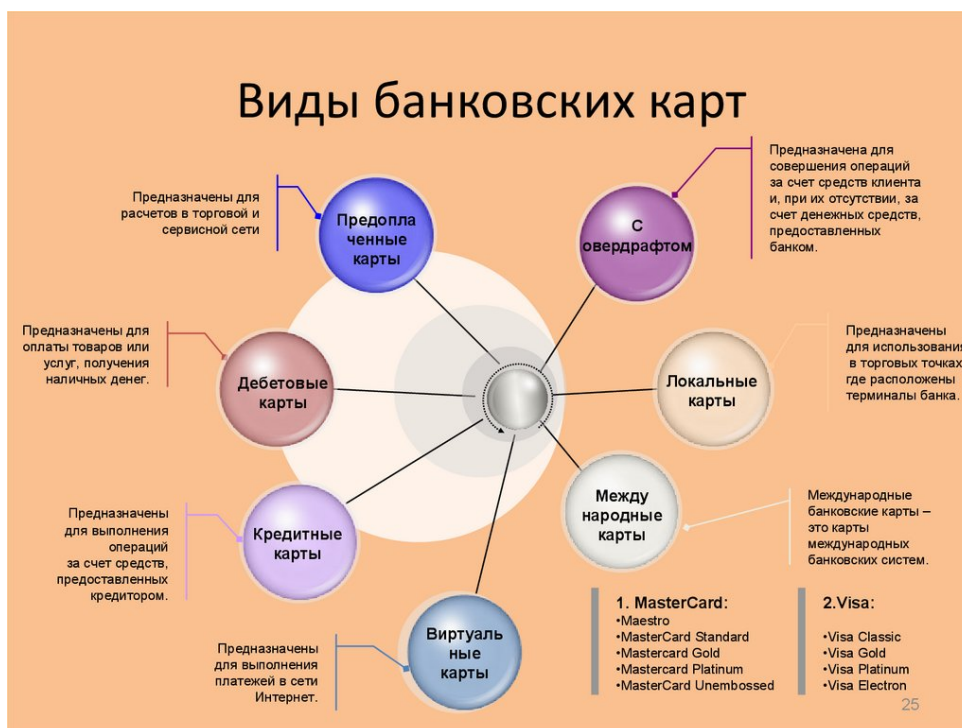 Виды банковских карт
Предназначены для
расчетов в торговой и
сервисной сети
Предопла
ченные
карты
С
овердрафтом
Предназначена для
совершения операций
за счет средств клиента
и, при их отсутствии, за
счет денежных средств,
предоставленных
банком.
Предназначены для
оплаты товаров или
услуг, получения
наличных денег.
Дебетовые
карты
Локальные
карты
Предназначены
для использования
в торговых точках
где расположены
терминалы банка.
Предназначены
для выполнения
операций
за счет средств,
предоставленных
кредитором.
Кредитные
карты
Между
народные
карты
Международные
банковские карты –
это карты
международных
банковских систем.
Предназначены
для выполнения
платежей в сети
Интернет.
Виртуаль
ные
карты
1. MasterCard:
•Maestro
•MasterCard Standard
•Mastercard Gold
•Mastercard Platinum
•MasterCard Unembossed
2.Visa:
•Visa Classic
•Visa Gold
•Visa Platinum
•Visa Electron
25